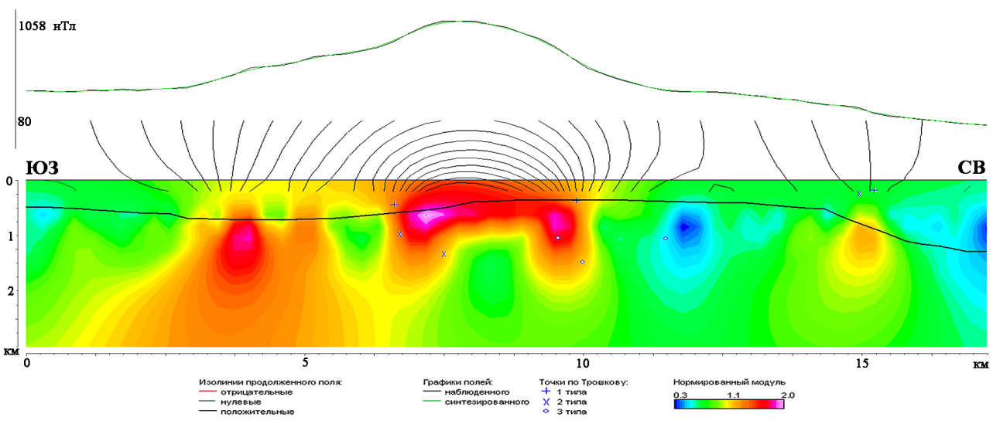 1058 нТл
80
ЮЗ СВ
0
1
2
км
0 5 10 15 км
Изолинии продолженного поля: Графики полей: Точки по Трошкову: Нормированный модуль
отрицательные наблюденного 1 типа 0.3 1.1 2.0
нулевые синтезированного 2 типа
положительные 3 типа